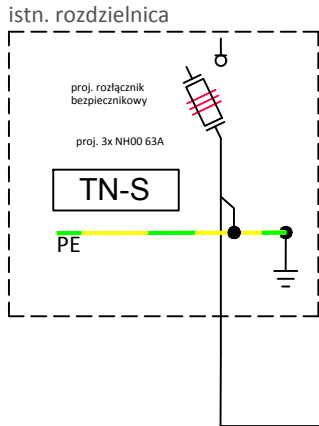 istn. rozdzielnica
proj. rozłącznik
bezpiecznikowy
proj. 3x NH00 63A
TN-S
PE